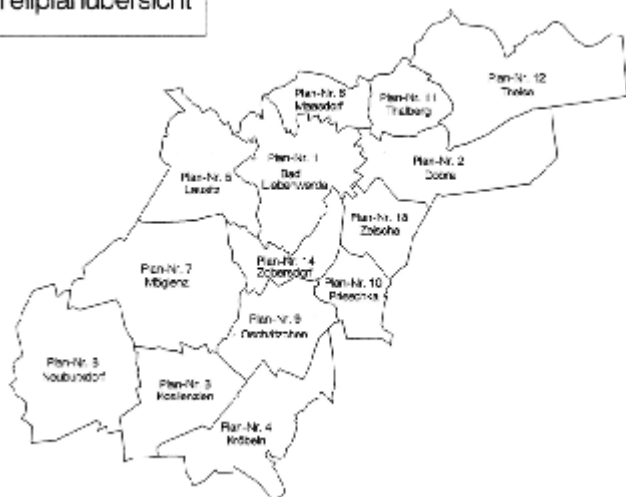 Teilplanübersicht
Plan-Nr. 12
Theisa
Plan-Nr. 6
Maasdorf
Plan-Nr. 11
Thalberg
Plan-Nr. 1
Bad
Liebenwerda
Plan-Nr. 2
Dobra
Plan-Nr. 5
Lausitz
Plan-Nr. 13
Zeischa
Plan-Nr. 14
Zobersdorf
Plan-Nr. 7
Möglenz
Plan-Nr. 10
Prieschka
Plan-Nr. 9
Oschätzchen
Plan-Nr. 8
Neuburxdorf
Plan-Nr. 3
Kosilenzien
Plan-Nr. 4
Kröbeln